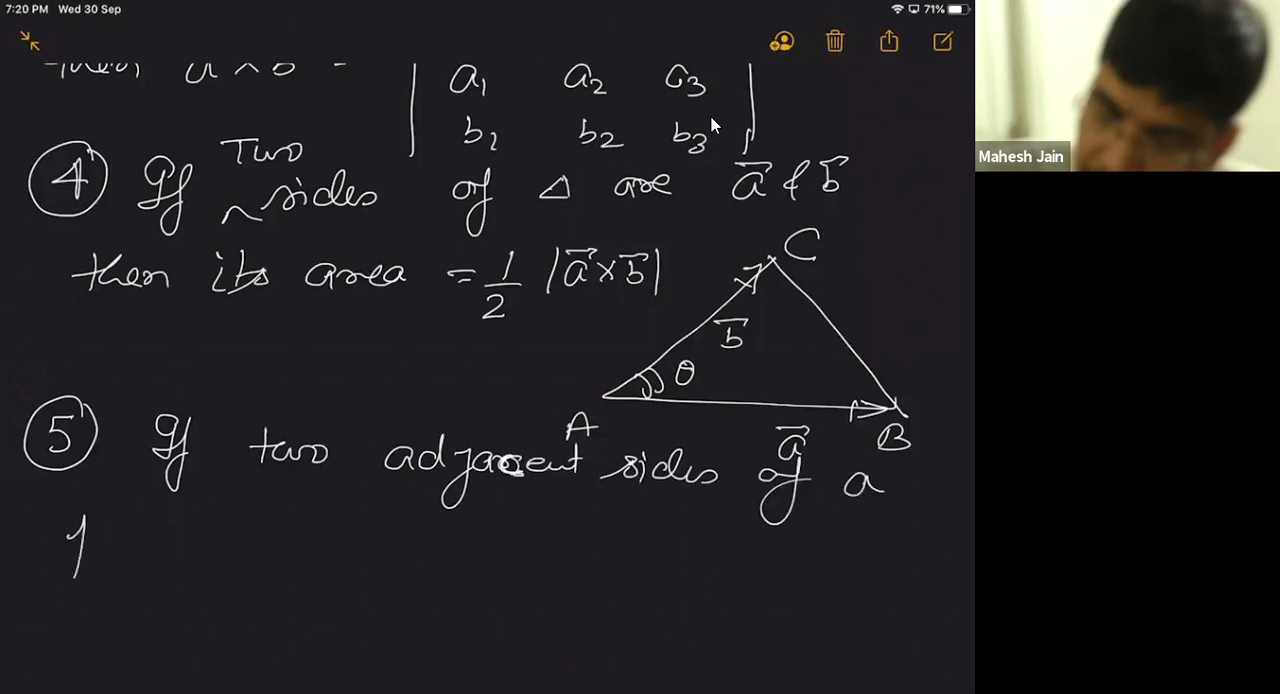 7:20 PM Wed 30 Sep
71%
a × b =
a₁ a₂ a₃
b₁ b₂ b₃
Mahesh Jain
④ If Two sides of △ are a⃗ & b⃗
then its area = 1/2 |a⃗×b⃗|
C
b⃗
θ
A
a⃗
B
⑤ If two adjacent sides of a